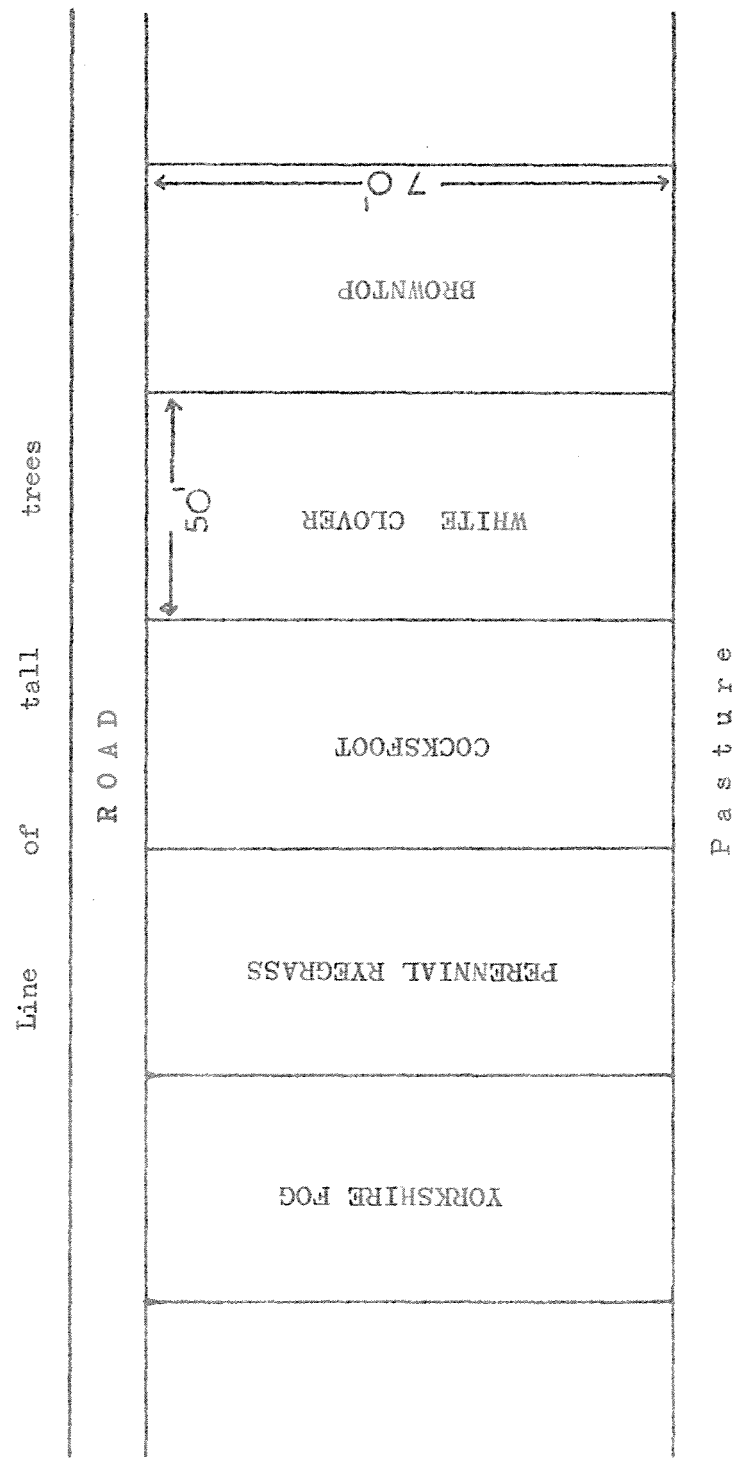 Line of tall trees
ROAD
70'
BROWNTOP
50'
WHITE CLOVER
COCKSFOOT
PERENNIAL RYEGRASS
YORKSHIRE FOG
Pasture